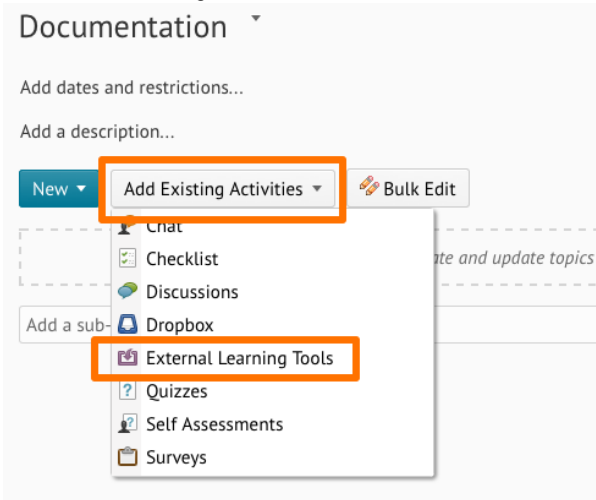 Documentation
Add dates and restrictions...
Add a description...
New
Add Existing Activities
Bulk Edit
Chat
Checklist
ate and update topics
Discussions
Add a sub-
Dropbox
External Learning Tools
Quizzes
Self Assessments
Surveys